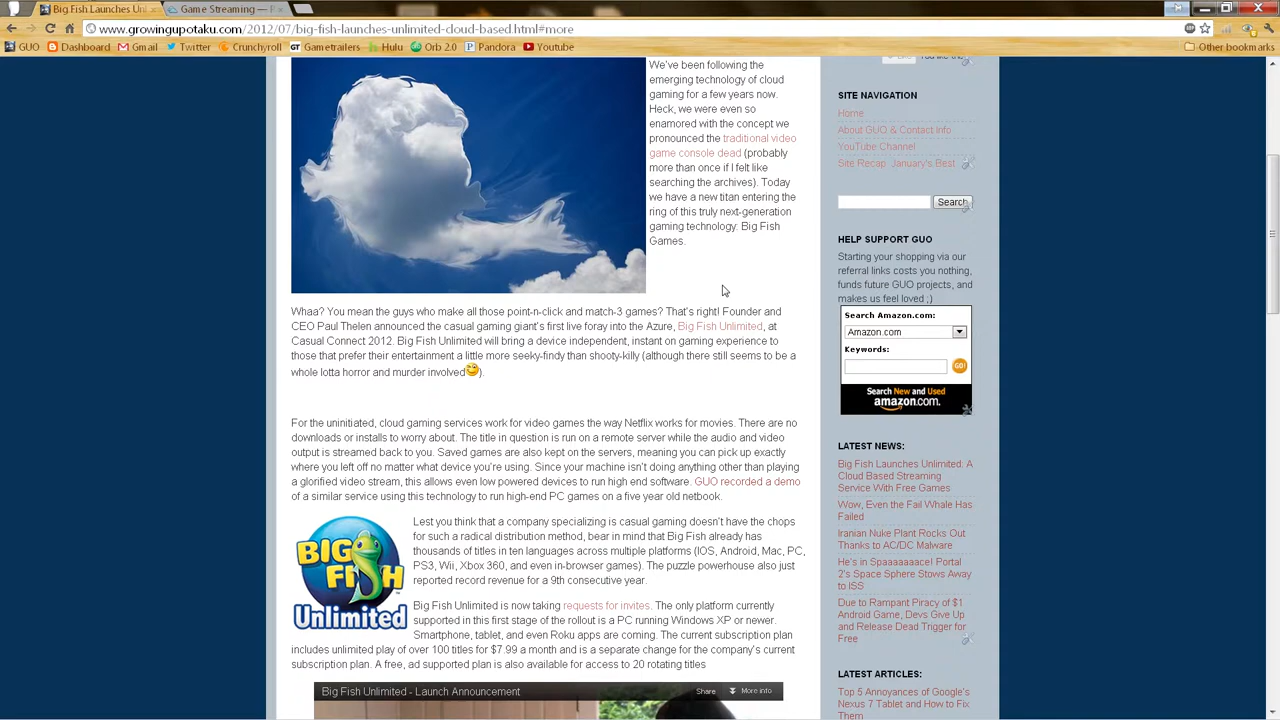 Big Fish Launches Un
Game Streaming — F
www.growingupotaku.com/2012/07/big-fish-launches-unlimited-cloud-based.html#more
GUO Dashboard Gmail Twitter Crunchyroll Gametrailers Hulu Orb 2.0 Pandora Youtube Other bookmarks
We've been following the
emerging technology of cloud
gaming for a few years now.
Heck, we were even so
enamored with the concept we
pronounced the traditional video
game console dead (probably
more than once if I felt like
searching the archives). Today
we have a new titan entering the
ring of this truly next-generation
gaming technology: Big Fish
Games.
Whaa? You mean the guys who make all those point-n-click and match-3 games? That's right! Founder and
CEO Paul Thelen announced the casual gaming giant's first live foray into the Azure, Big Fish Unlimited, at
Casual Connect 2012. Big Fish Unlimited will bring a device independent, instant on gaming experience to
those that prefer their entertainment a little more seeky-findy than shooty-killy (although there still seems to be a
whole lotta horror and murder involved ).
For the uninitiated, cloud gaming services work for video games the way Netflix works for movies. There are no
downloads or installs to worry about. The title in question is run on a remote server while the audio and video
output is streamed back to you. Saved games are also kept on the servers, meaning you can pick up exactly
where you left off no matter what device you're using. Since your machine isn't doing anything other than playing
a glorified video stream, this allows even low powered devices to run high end software. GUO recorded a demo
of a similar service using this technology to run high-end PC games on a five year old netbook.
BIG
FISH
Unlimited
Lest you think that a company specializing is casual gaming doesn't have the chops
for such a radical distribution method, bear in mind that Big Fish already has
thousands of titles in ten languages across multiple platforms (IOS, Android, Mac, PC,
PS3, Wii, Xbox 360, and even in-browser games). The puzzle powerhouse also just
reported record revenue for a 9th consecutive year.
Big Fish Unlimited is now taking requests for invites. The only platform currently
supported in this first stage of the rollout is a PC running Windows XP or newer.
Smartphone, tablet, and even Roku apps are coming. The current subscription plan
includes unlimited play of over 100 titles for $7.99 a month and is a separate change for the company's current
subscription plan. A free, ad supported plan is also available for access to 20 rotating titles
Big Fish Unlimited - Launch Announcement
Share More info
SITE NAVIGATION
Home
About GUO & Contact Info
YouTube Channel
Site Recap: January's Best
Search
HELP SUPPORT GUO
Starting your shopping via our
referral links costs you nothing,
funds future GUO projects, and
makes us feel loved ;)
Search Amazon.com:
Amazon.com
Keywords:
GO!
Search New and Used
amazon.com.
LATEST NEWS:
Big Fish Launches Unlimited: A
Cloud Based Streaming
Service With Free Games
Wow, Even the Fail Whale Has
Failed
Iranian Nuke Plant Rocks Out
Thanks to AC/DC Malware
He's in Spaaaaaaace! Portal
2's Space Sphere Stows Away
to ISS
Due to Rampant Piracy of $1
Android Game, Devs Give Up
and Release Dead Trigger for
Free
LATEST ARTICLES:
Top 5 Annoyances of Google's
Nexus 7 Tablet and How to Fix
Them